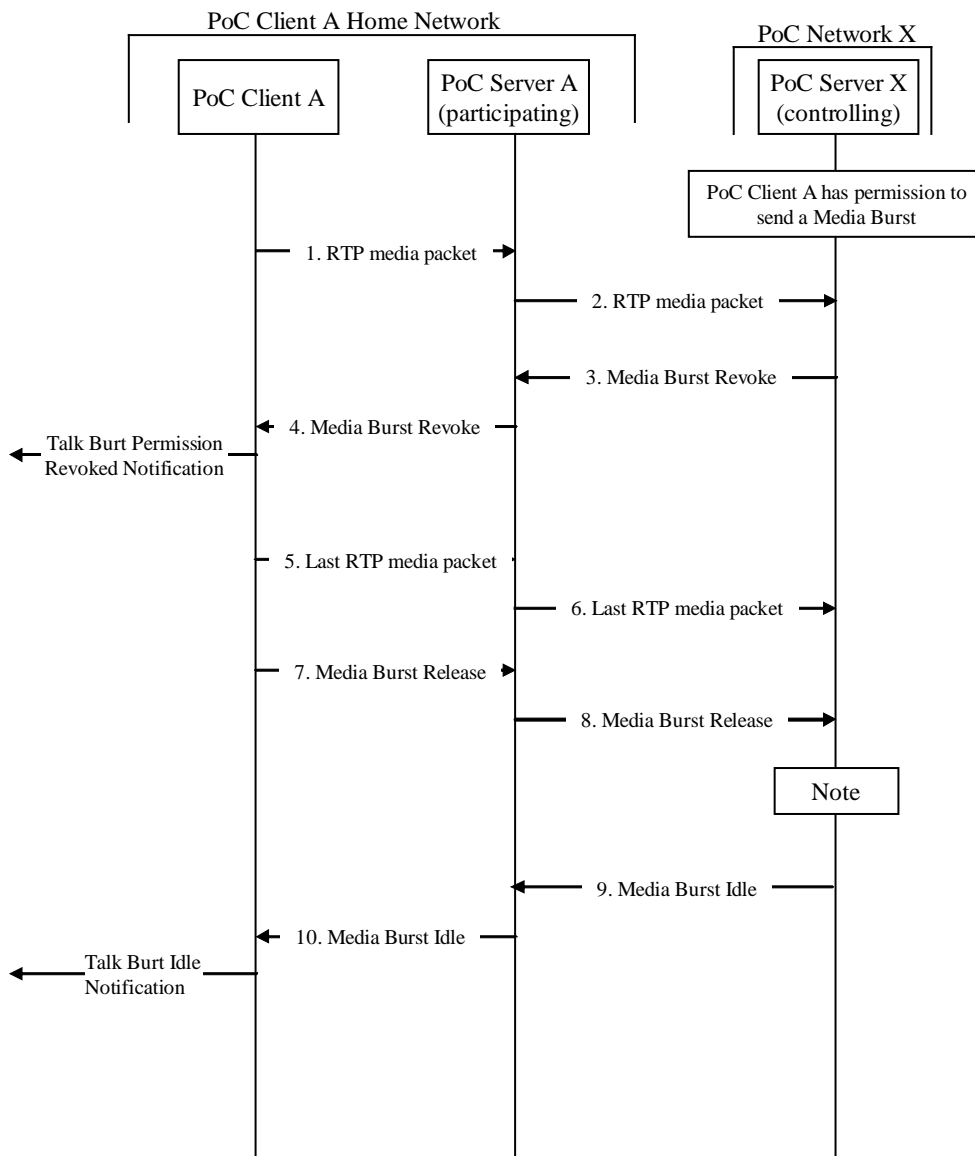 PoC Client A Home Network
PoC Network X
PoC Client A
PoC Server A
(participating)
PoC Server X
(controlling)
PoC Client A has permission to
send a Media Burst
1. RTP media packet
2. RTP media packet
3. Media Burst Revoke
4. Media Burst Revoke
Talk Burt Permission
Revoked Notification
5. Last RTP media packet
6. Last RTP media packet
7. Media Burst Release
8. Media Burst Release
Note
9. Media Burst Idle
10. Media Burst Idle
Talk Burt Idle
Notification